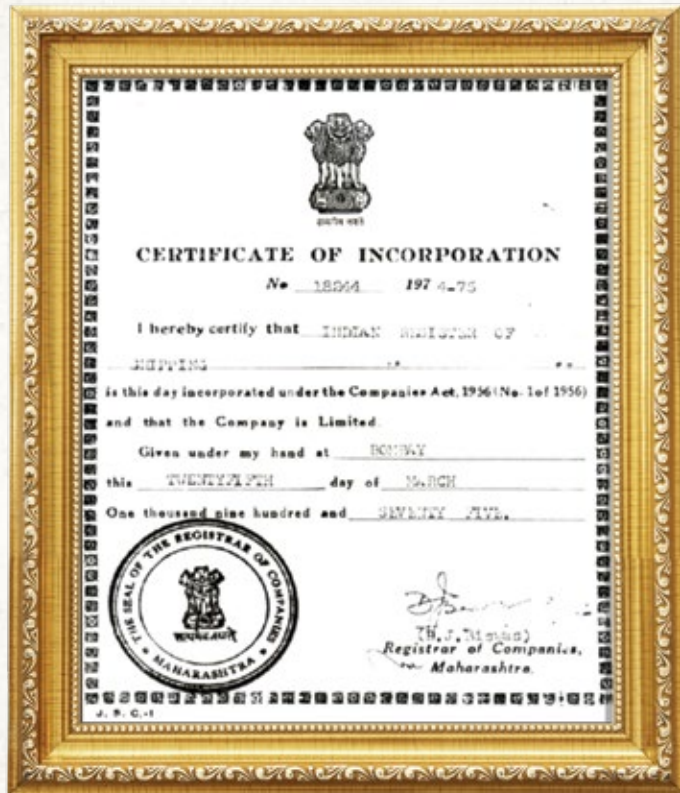 सत्यमेव जयते
CERTIFICATE OF INCORPORATION
No 18244 197 4-75
I hereby certify that INDIAN REGISTER OF
SHIPPING
is this day incorporated under the Companies Act, 1956 (No. 1 of 1956)
and that the Company is Limited.
Given under my hand at BOMBAY
this TWENTYFIFTH day of MARCH
One thousand nine hundred and SEVENTY FIVE.
THE SEAL OF THE REGISTRAR OF COMPANIES
सत्यमेव जयते
* MAHARASHTRA *
Registrar of Companies,
Maharashtra.
J. S. C.-1